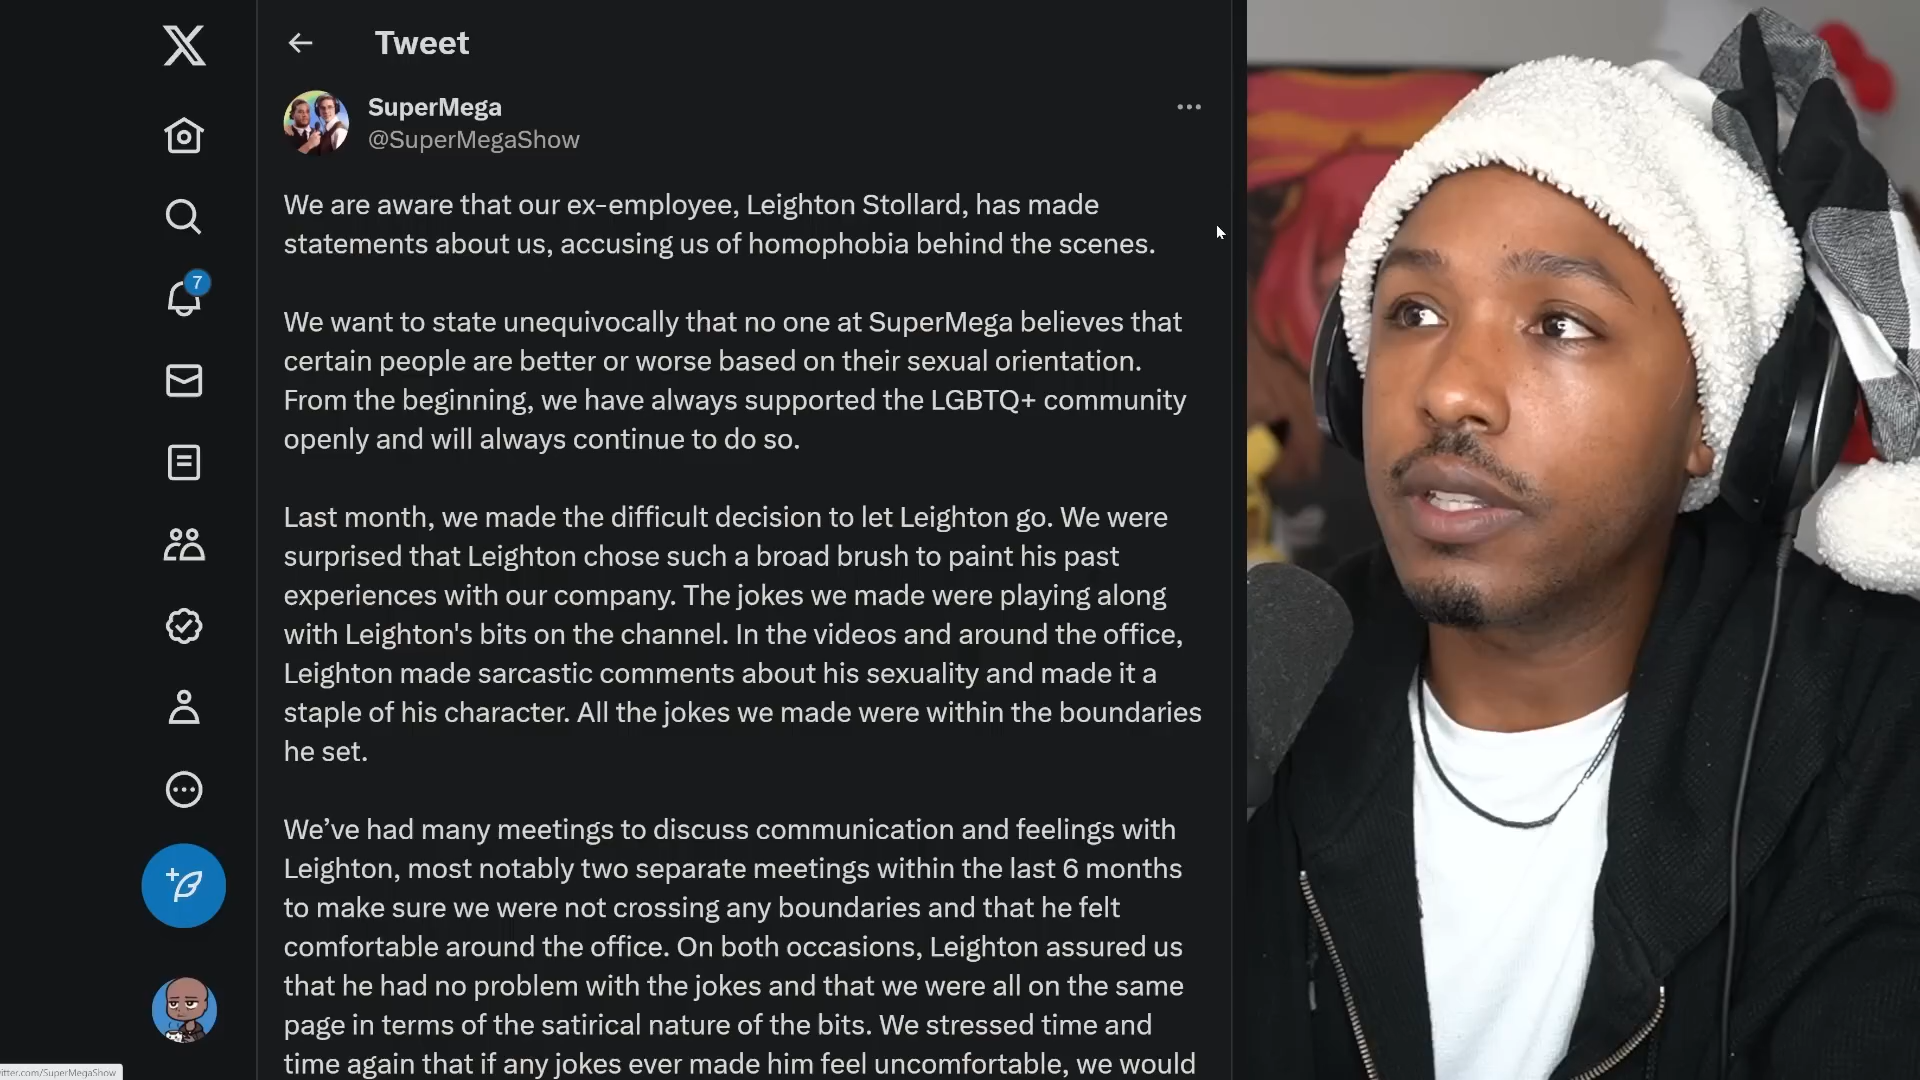 Tweet
SuperMega
@SuperMegaShow
We are aware that our ex-employee, Leighton Stollard, has made
statements about us, accusing us of homophobia behind the scenes.
We want to state unequivocally that no one at SuperMega believes that
certain people are better or worse based on their sexual orientation.
From the beginning, we have always supported the LGBTQ+ community
openly and will always continue to do so.
Last month, we made the difficult decision to let Leighton go. We were
surprised that Leighton chose such a broad brush to paint his past
experiences with our company. The jokes we made were playing along
with Leighton's bits on the channel. In the videos and around the office,
Leighton made sarcastic comments about his sexuality and made it a
staple of his character. All the jokes we made were within the boundaries
he set.
We’ve had many meetings to discuss communication and feelings with
Leighton, most notably two separate meetings within the last 6 months
to make sure we were not crossing any boundaries and that he felt
comfortable around the office. On both occasions, Leighton assured us
that he had no problem with the jokes and that we were all on the same
page in terms of the satirical nature of the bits. We stressed time and
time again that if any jokes ever made him feel uncomfortable, we would
7
itter.com/SuperMegaShow